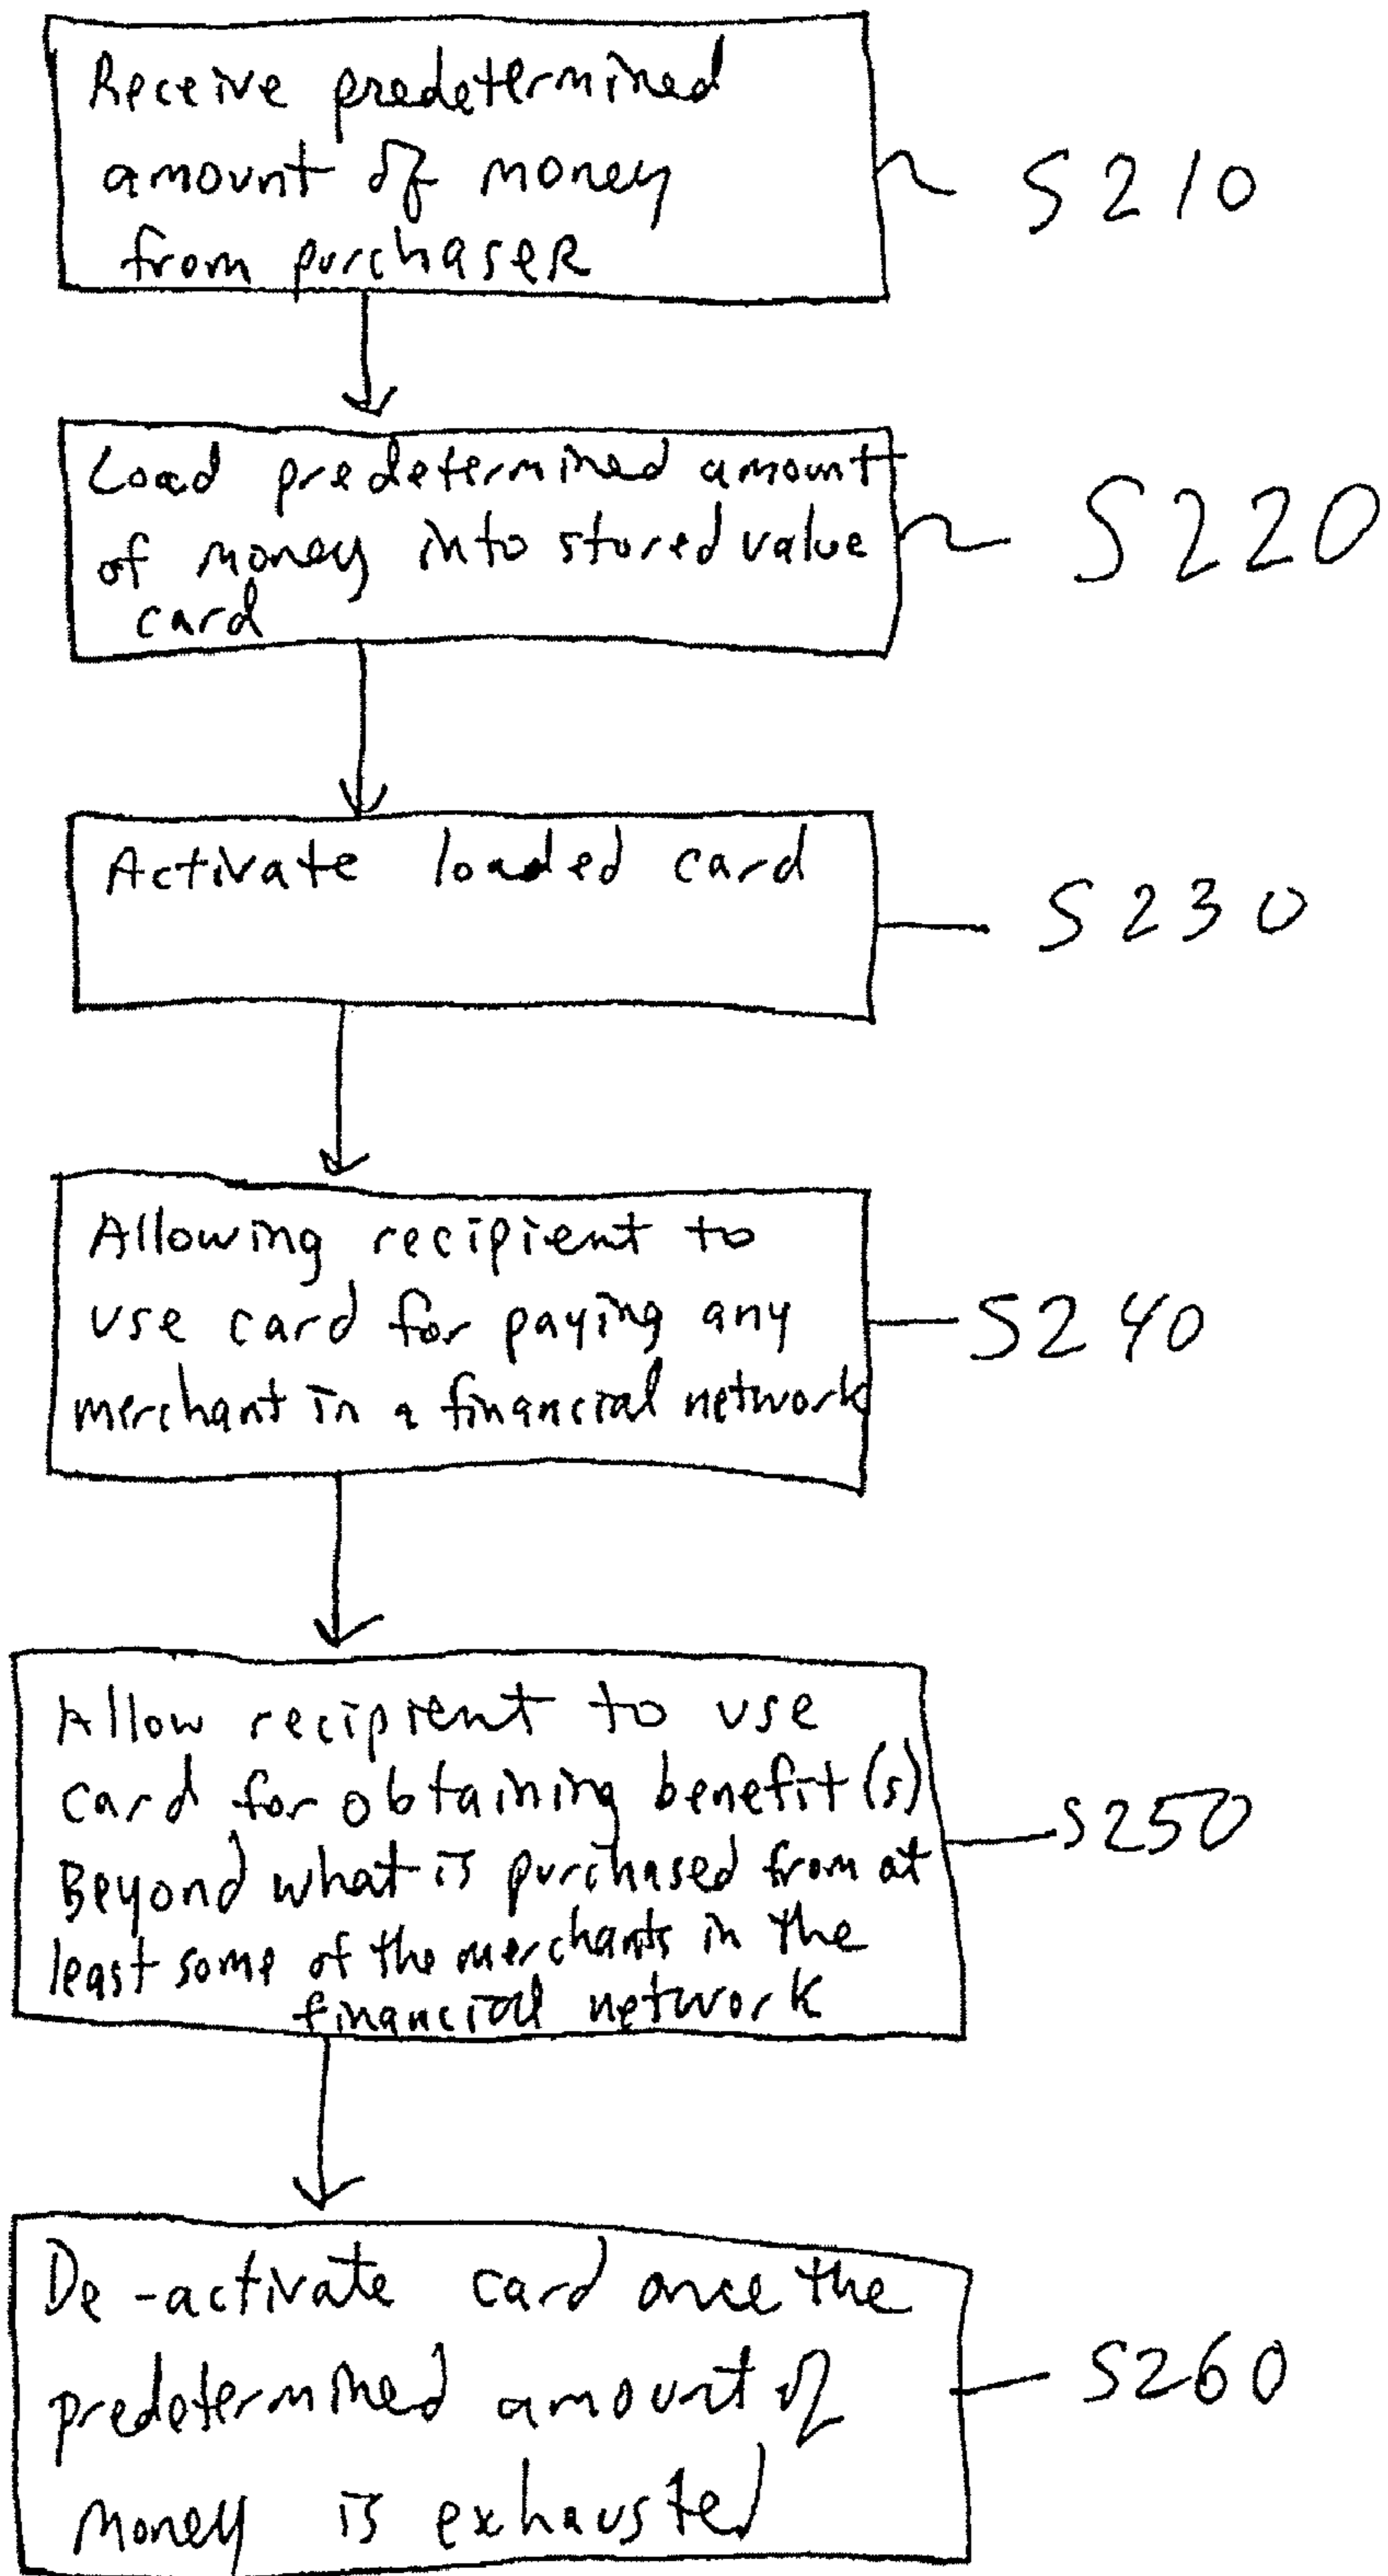 Receive predetermined
amount of money
from purchaser
S210
Load predetermined amount
of money into stored value
card
S220
Activate loaded card
S230
Allowing recipient to
use card for paying any
merchant in a financial network
S240
Allow recipient to use
card for obtaining benefit(s)
Beyond what is purchased from at
least some of the merchants in the
financial network
S250
De-activate card once the
predetermined amount of
money is exhausted
S260